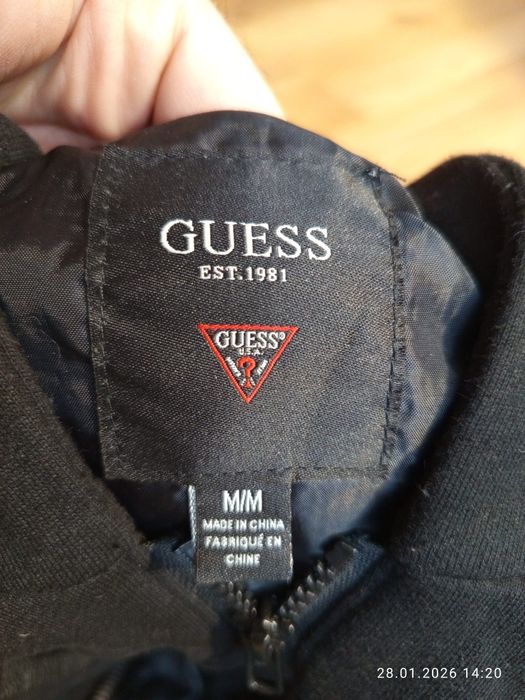 GUESS
EST.1981
GUESS®
U.S.A.
?
M/M
MADE IN CHINA
FABRIQUÉ EN
CHINE
28.01.2026 14:20